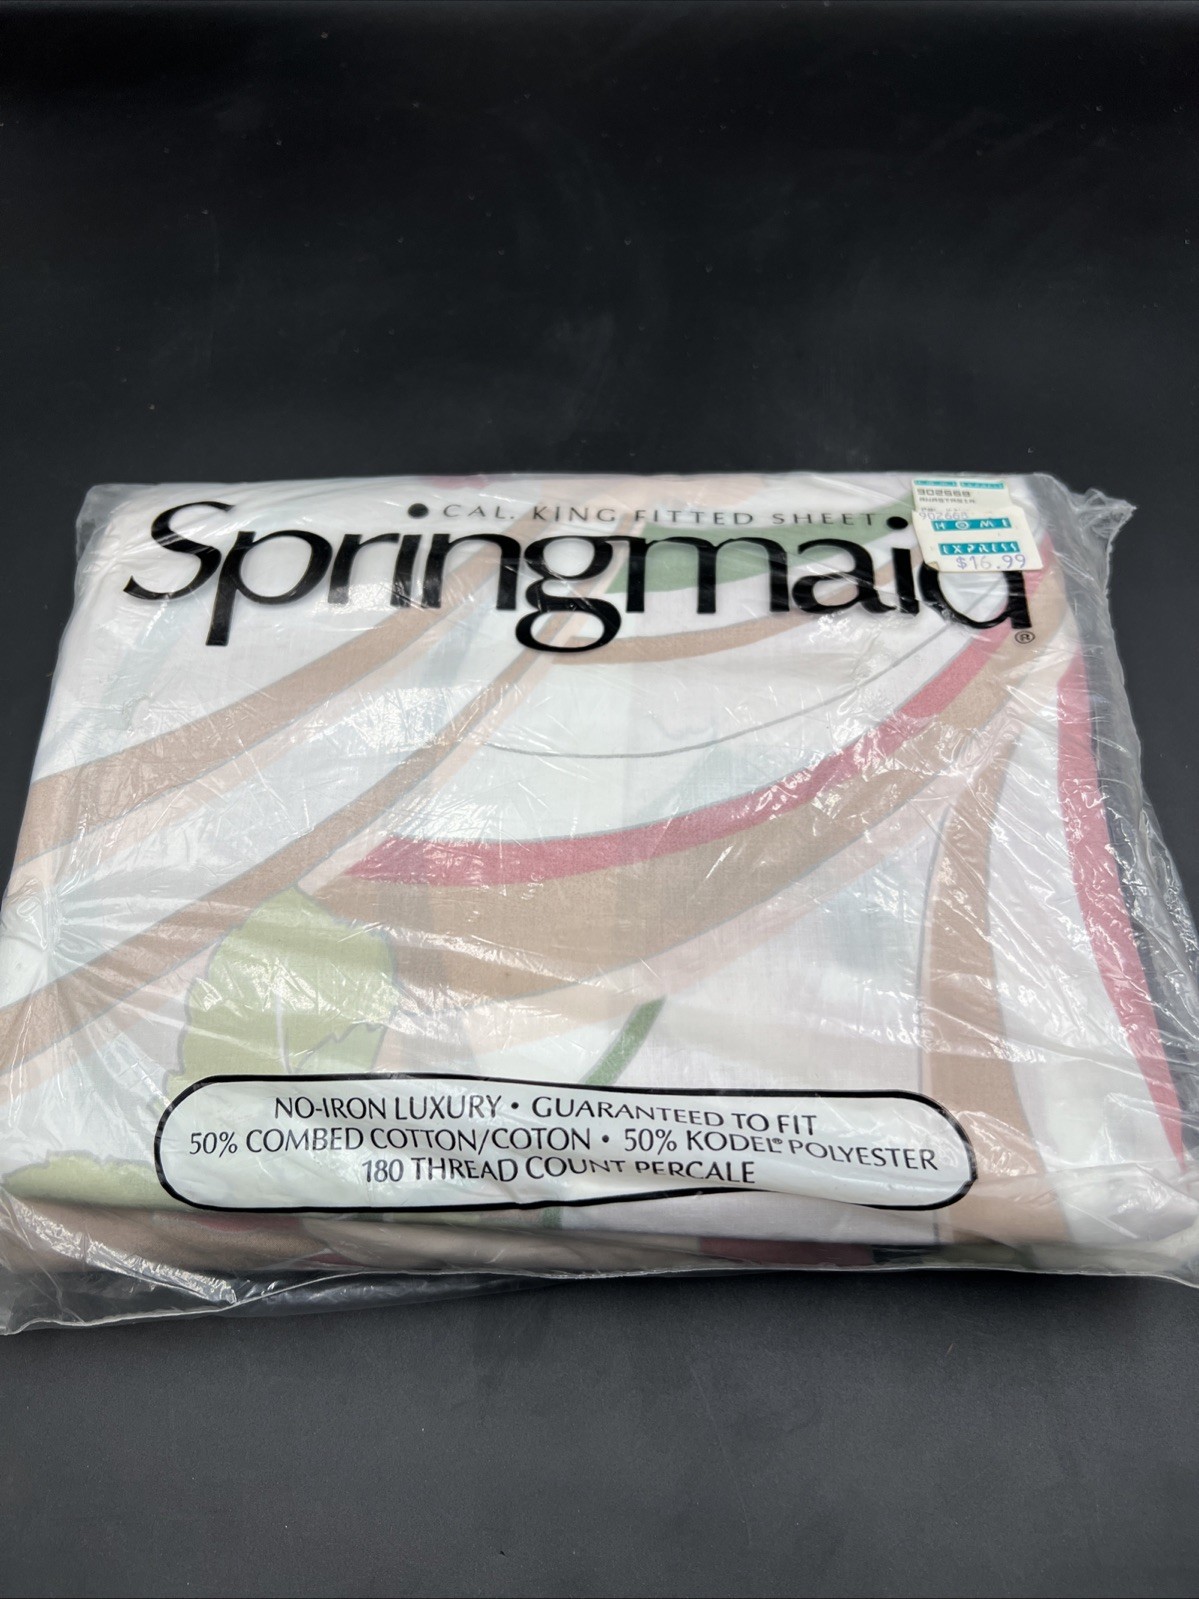 ● CAL. KING FITTED SHEET
Springmaid®
902668
HOME
EXPRESS
$16.99
NO-IRON LUXURY • GUARANTEED TO FIT
50% COMBED COTTON/COTON • 50% KODEL® POLYESTER
180 THREAD COUNT PERCALE